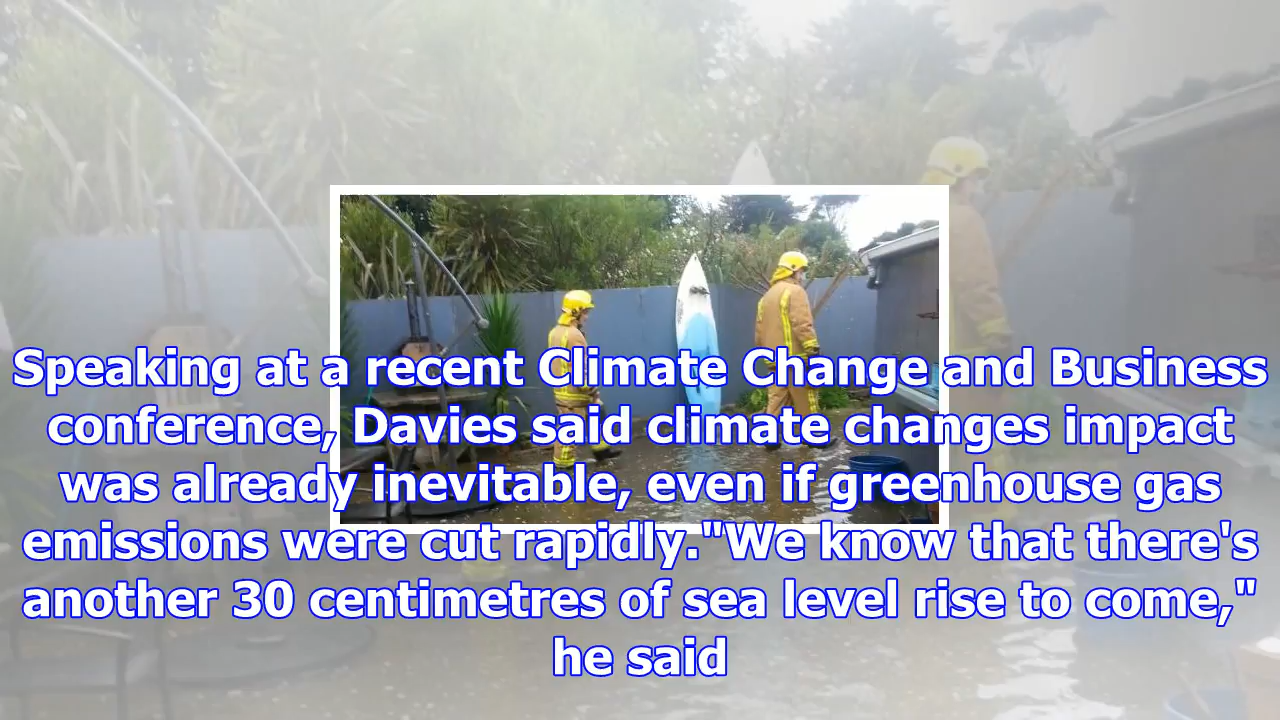 Speaking at a recent Climate Change and Business
conference, Davies said climate changes impact
was already inevitable, even if greenhouse gas
emissions were cut rapidly."We know that there's
another 30 centimetres of sea level rise to come,"
he said